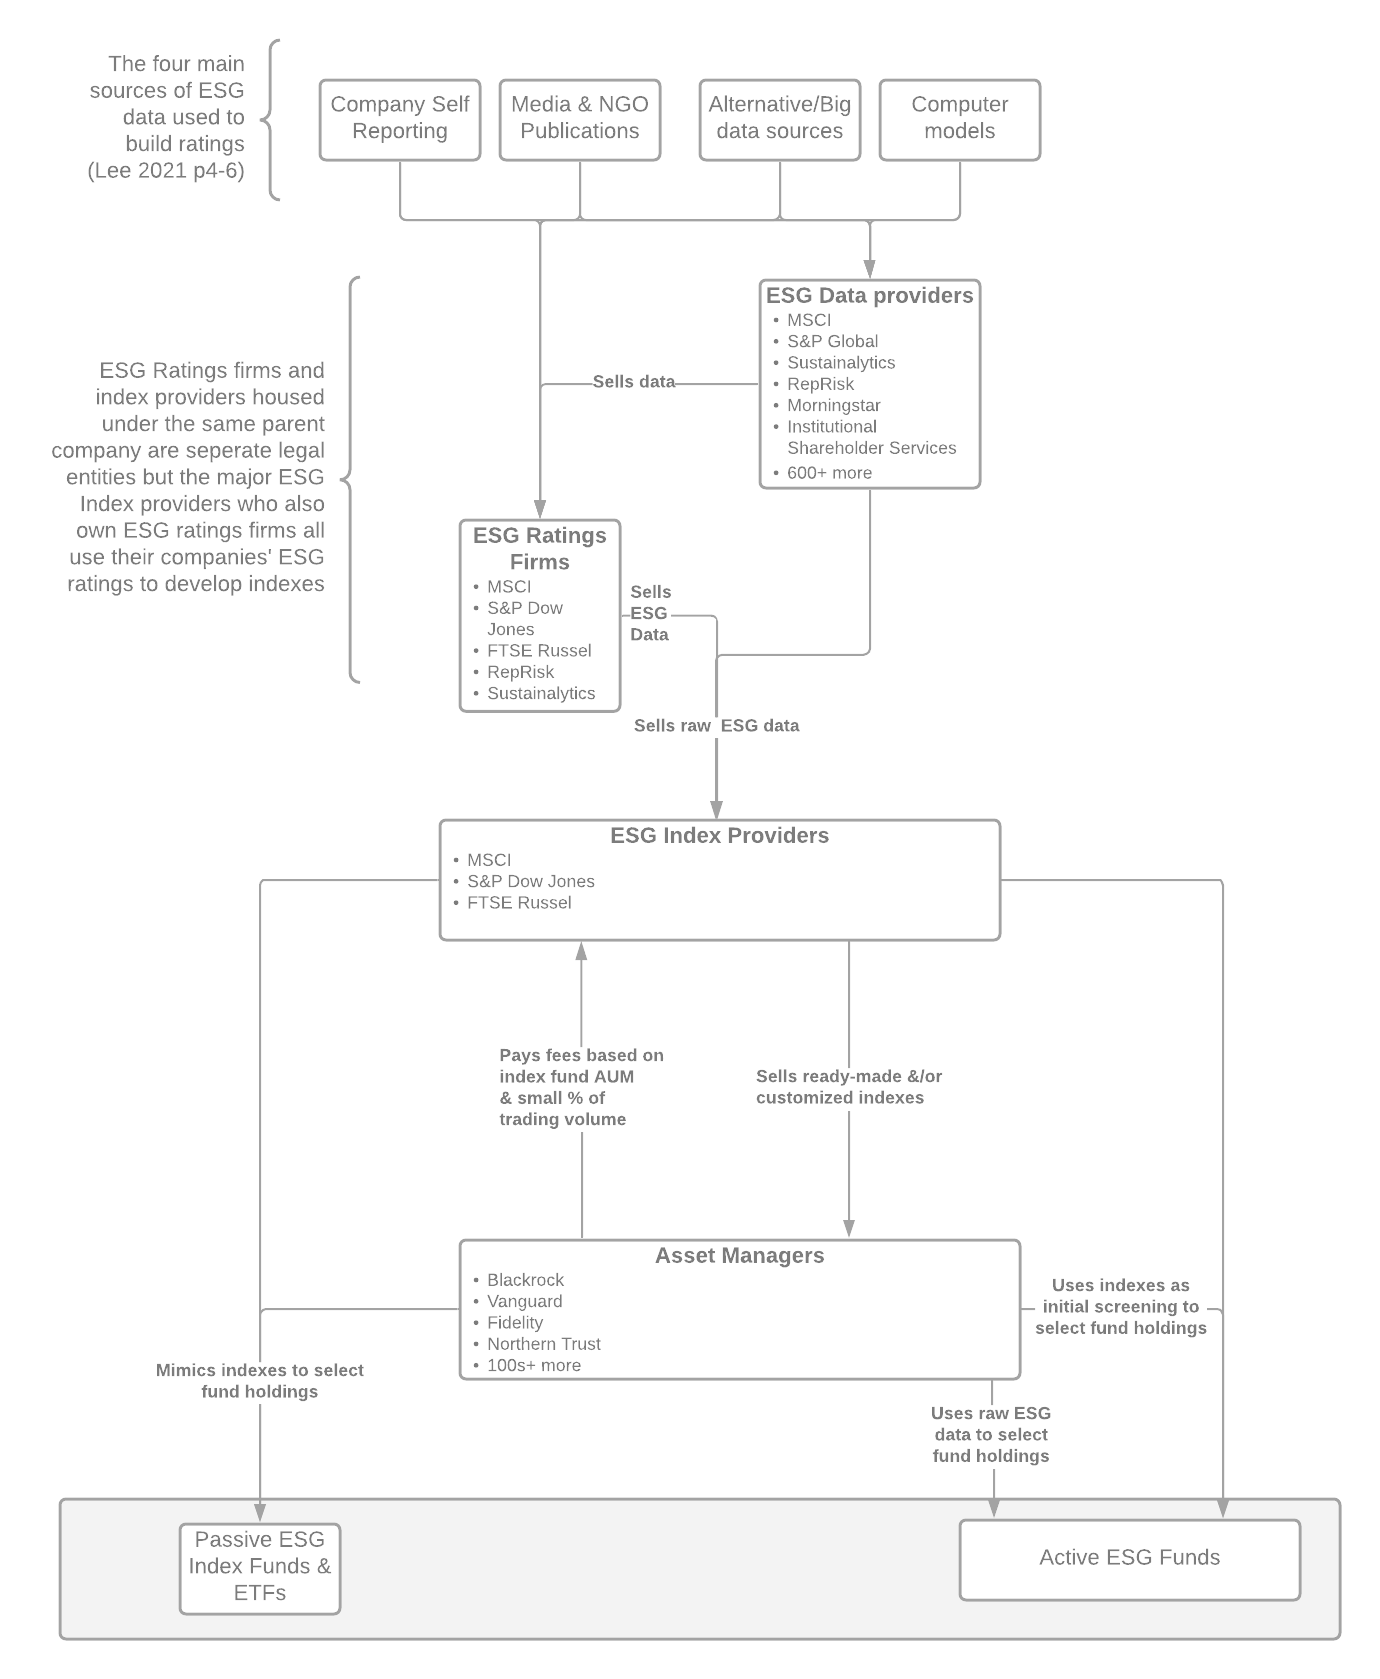 The four main
sources of ESG
data used to
build ratings
(Lee 2021 p4-6)
Company Self
Reporting
Media & NGO
Publications
Alternative/Big
data sources
Computer
models
ESG Data providers
• MSCI
• S&P Global
• Sustainalytics
• RepRisk
• Morningstar
• Institutional
Shareholder Services
• 600+ more
Sells data
ESG Ratings firms and
index providers housed
under the same parent
company are seperate legal
entities but the major ESG
Index providers who also
own ESG ratings firms all
use their companies' ESG
ratings to develop indexes
ESG Ratings
Firms
• MSCI
• S&P Dow
Jones
• FTSE Russel
• RepRisk
• Sustainalytics
Sells
ESG
Data
Sells raw  ESG data
ESG Index Providers
• MSCI
• S&P Dow Jones
• FTSE Russel
Pays fees based on
index fund AUM
& small % of
trading volume
Sells ready-made &/or
customized indexes
Asset Managers
• Blackrock
• Vanguard
• Fidelity
• Northern Trust
• 100s+ more
Uses indexes as
initial screening to
select fund holdings
Mimics indexes to select
fund holdings
Uses raw ESG
data to select
fund holdings
Passive ESG
Index Funds &
ETFs
Active ESG Funds